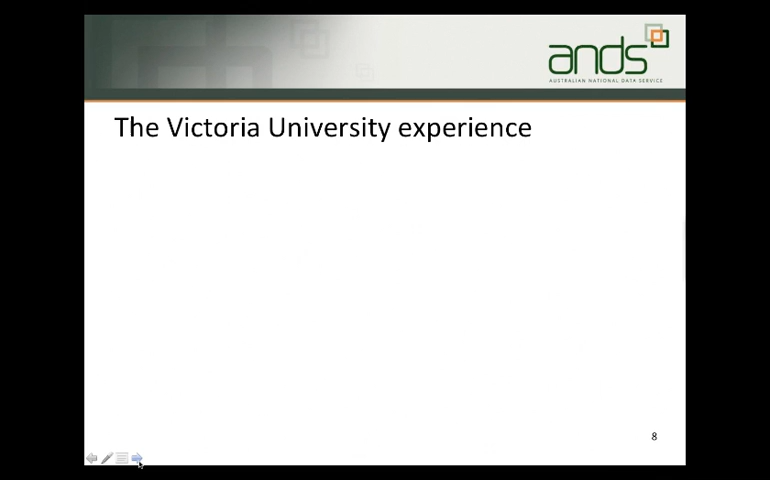 ands
AUSTRALIAN NATIONAL DATA SERVICE
The Victoria University experience
8